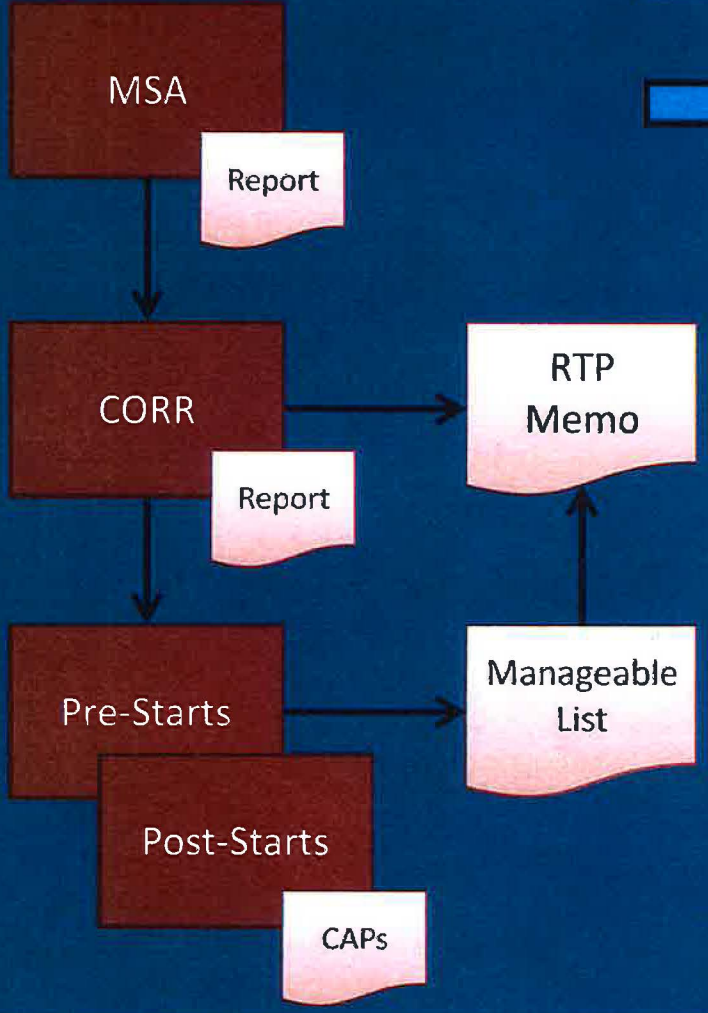 MSA
Report
CORR
RTP
Memo
Report
Pre-Starts
Manageable
List
Post-Starts
CAPs